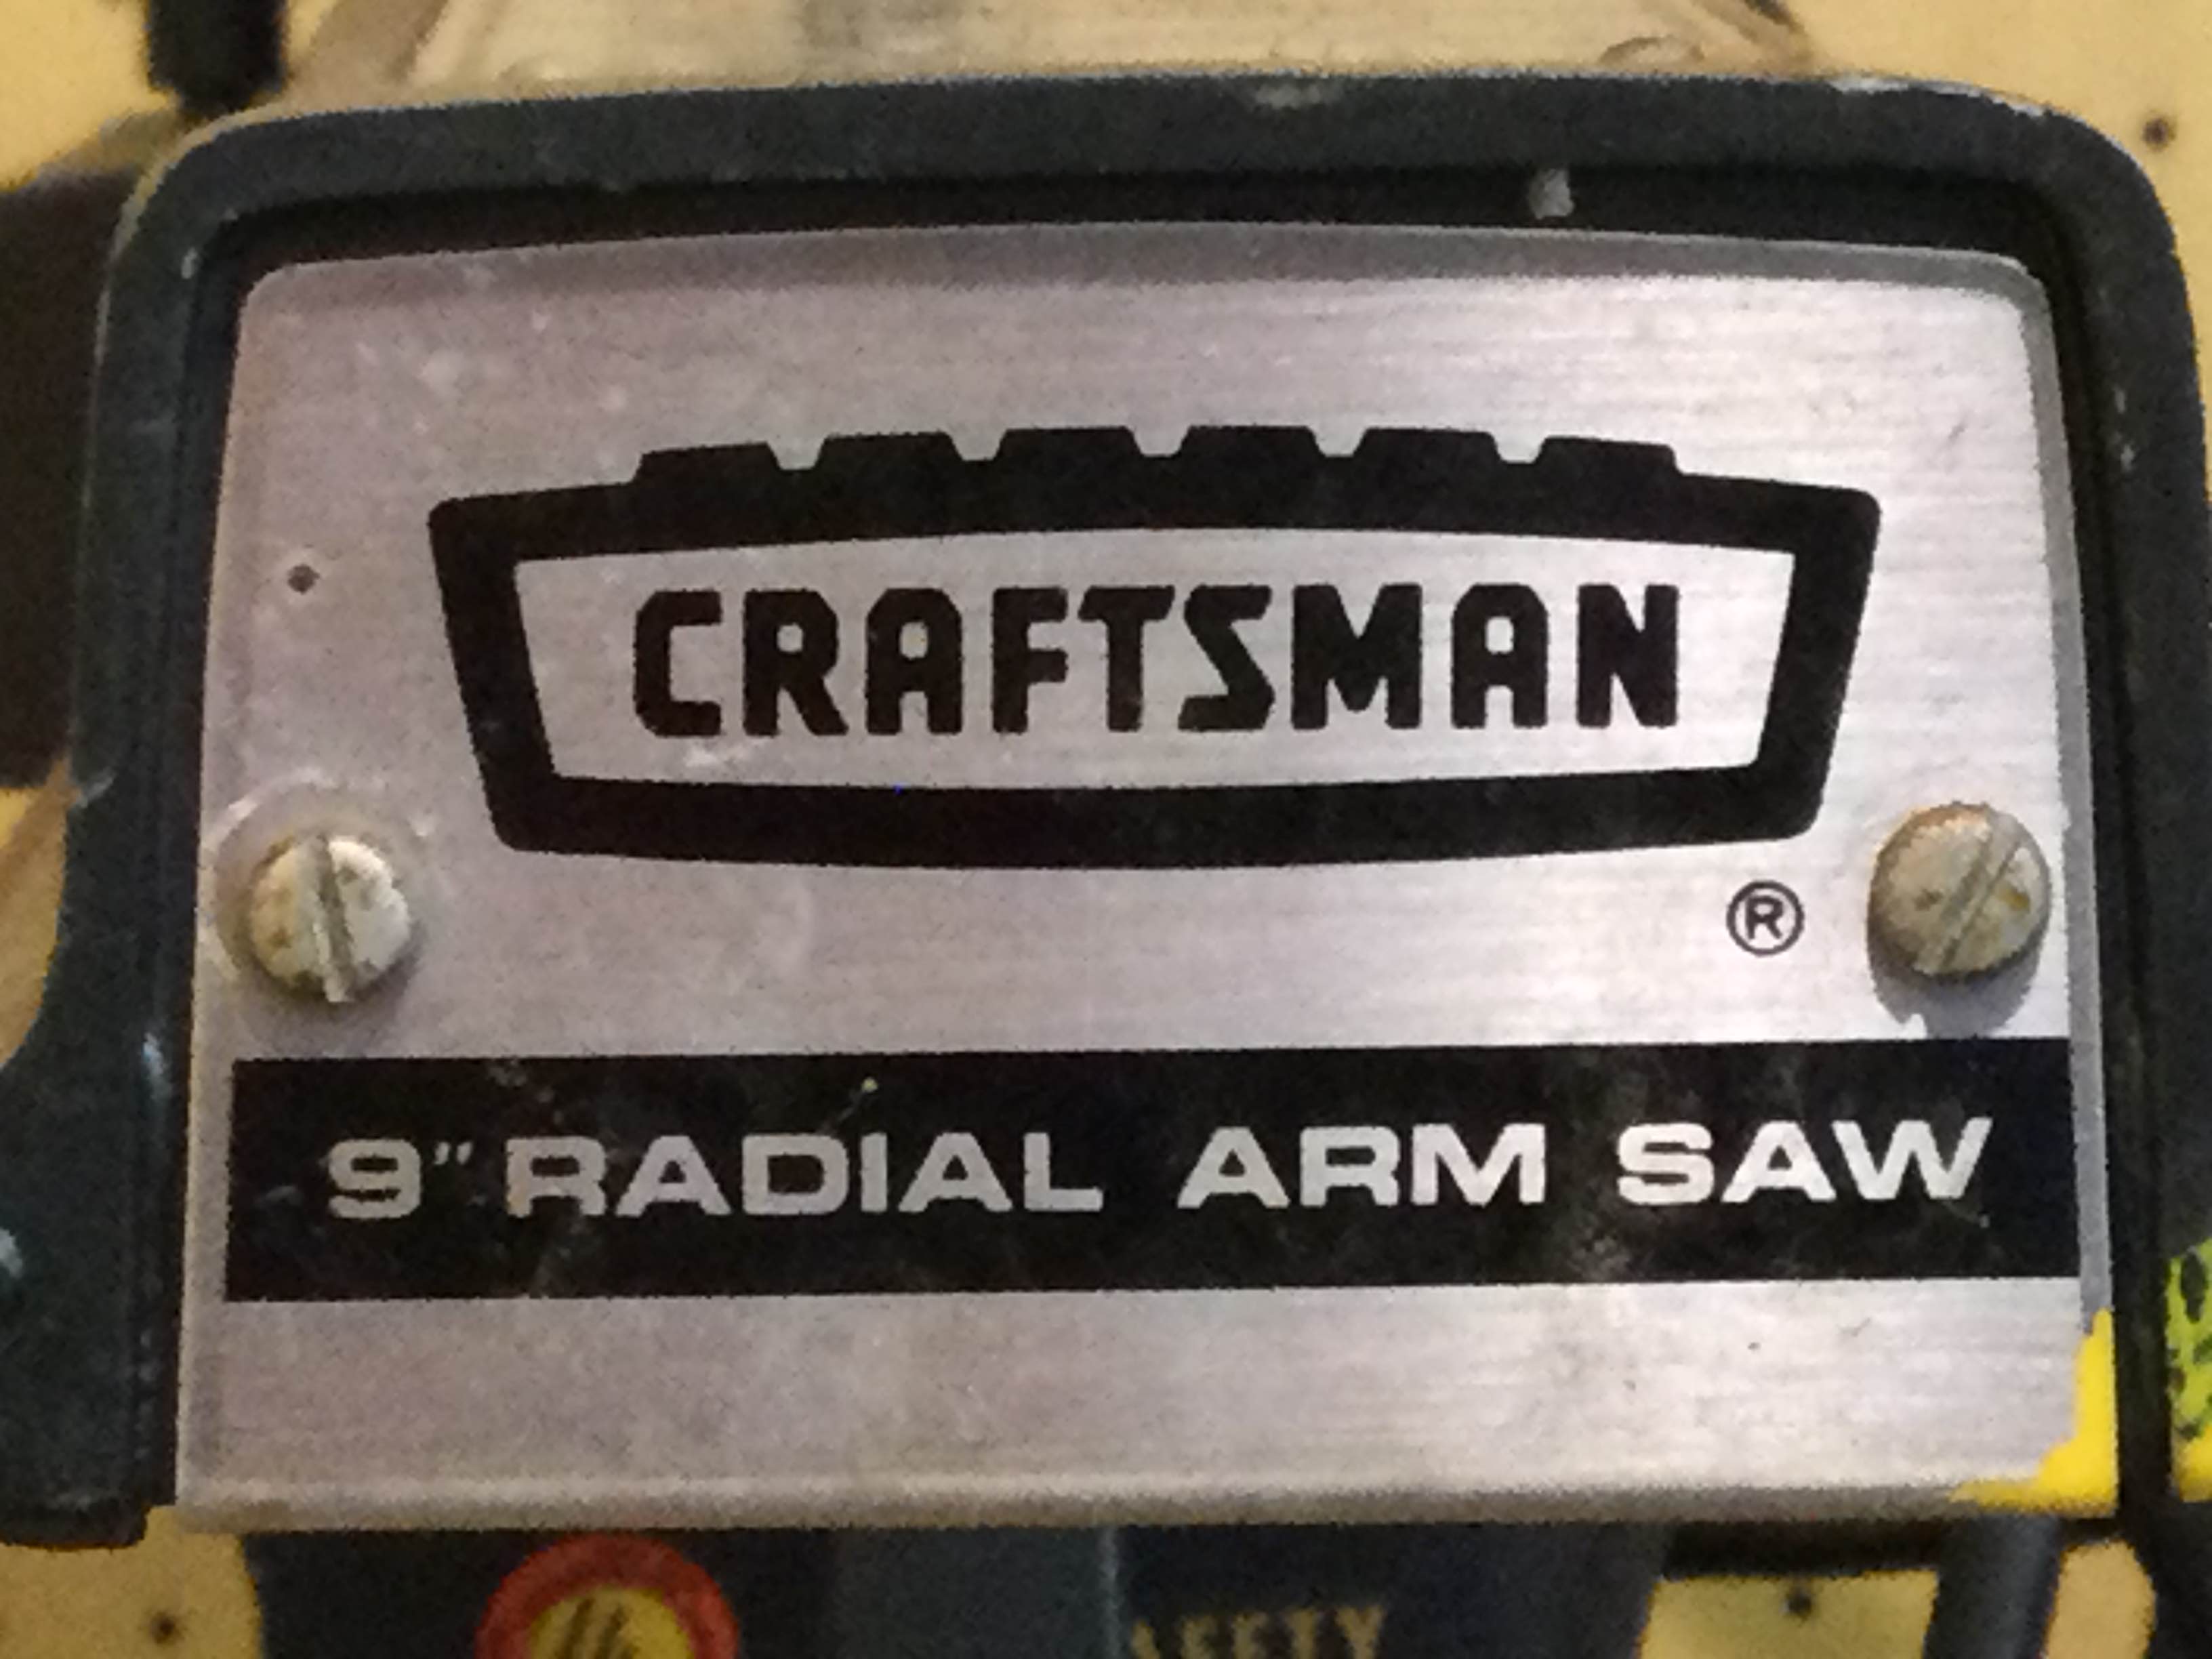 CRAFTSMAN
®
9" RADIAL ARM SAW